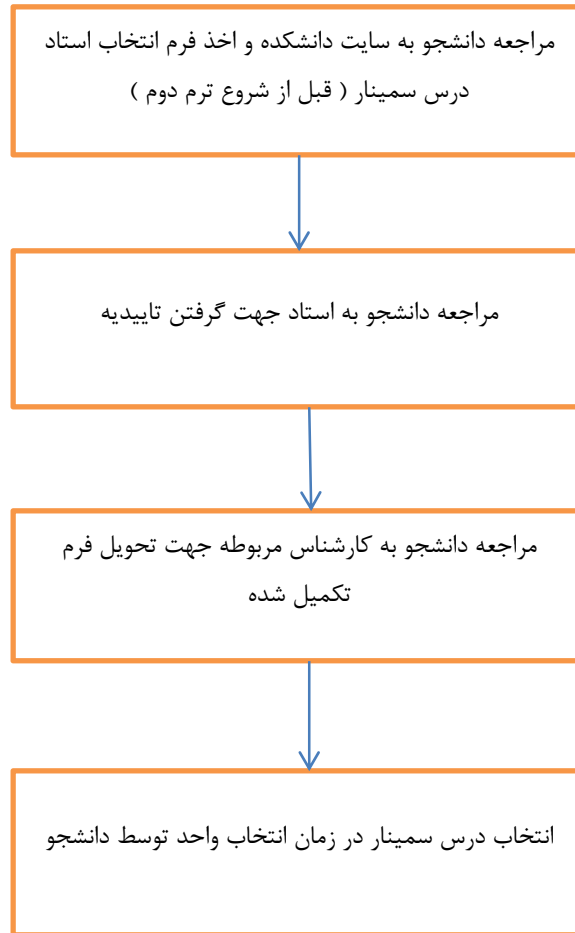 مراجعه دانشجو به سایت دانشکده و اخذ فرم انتخاب استاد
درس سمینار ( قبل از شروع ترم دوم )
مراجعه دانشجو به استاد جهت گرفتن تاییدیه
مراجعه دانشجو به کارشناس مربوطه جهت تحویل فرم
تکمیل شده
انتخاب درس سمینار در زمان انتخاب واحد توسط دانشجو